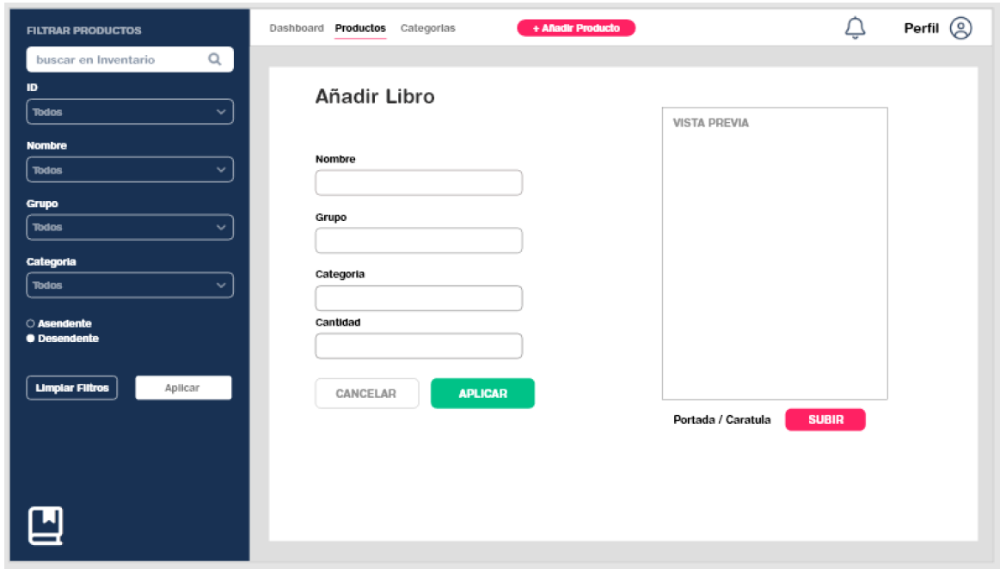 FILTRAR PRODUCTOS
buscar en Inventario
ID
Todos
Nombre
Todos
Grupo
Todos
Categoria
Todos
Asendente
Desendente
Limpiar Filtros
Aplicar
Dashboard Productos Categorias
+ Añadir Producto
Perfil
Añadir Libro
Nombre
Grupo
Categoria
Cantidad
CANCELAR
APLICAR
VISTA PREVIA
Portada / Caratula
SUBIR